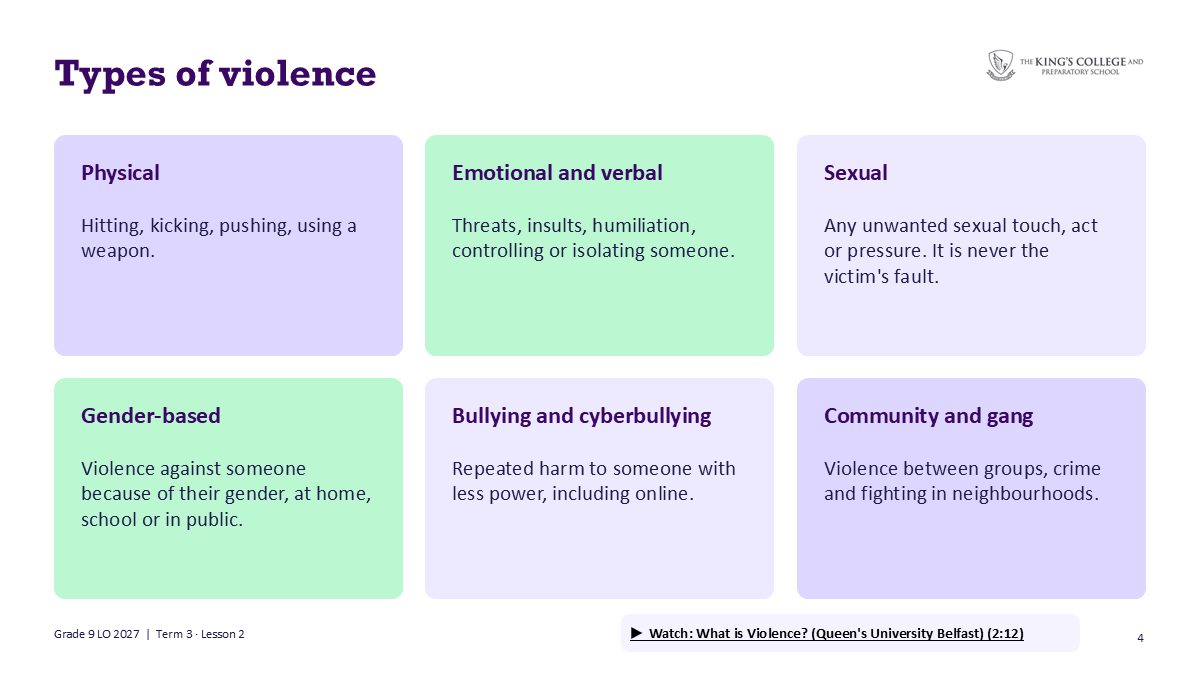 Types of violence
THE KING'S COLLEGE AND
PREPARATORY SCHOOL
Physical
Hitting, kicking, pushing, using a
weapon.
Emotional and verbal
Threats, insults, humiliation,
controlling or isolating someone.
Sexual
Any unwanted sexual touch, act
or pressure. It is never the
victim's fault.
Gender-based
Violence against someone
because of their gender, at home,
school or in public.
Bullying and cyberbullying
Repeated harm to someone with
less power, including online.
Community and gang
Violence between groups, crime
and fighting in neighbourhoods.
Grade 9 LO 2027 | Term 3 · Lesson 2
▶ Watch: What is Violence? (Queen's University Belfast) (2:12)
4